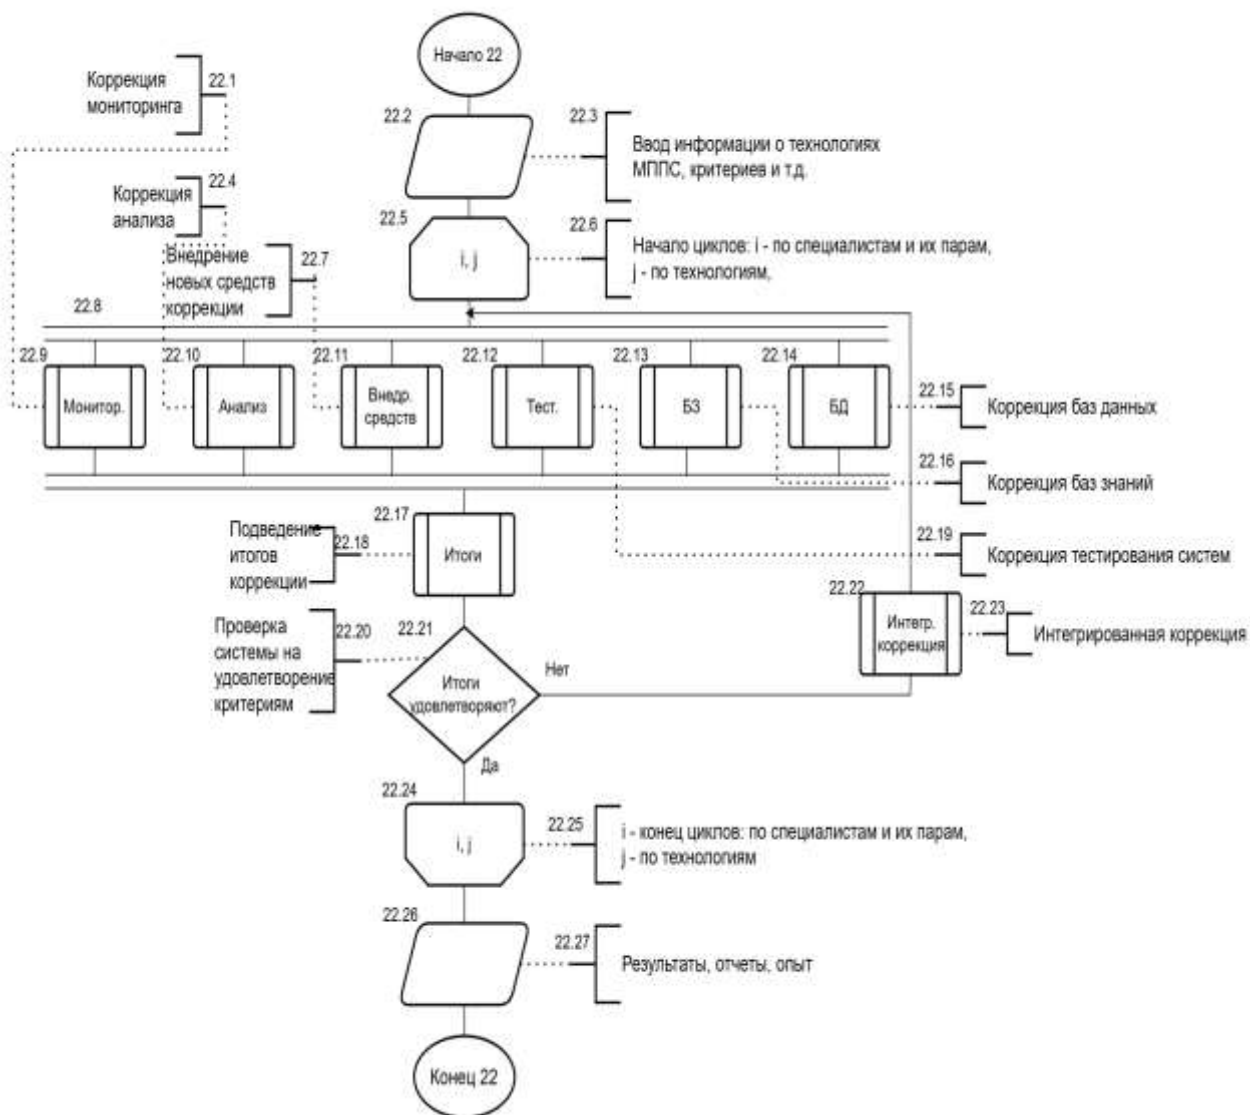 Начало 22
Коррекция
мониторинга
22.1
22.2
22.3
Ввод информации о технологиях
МППС, критериев и т.д.
Коррекция
анализа
22.4
22.5
i, j
22.6
Начало циклов: i - по специалистам и их парам,
j - по технологиям,
Внедрение
новых средств
коррекции
22.7
22.8
22.9
Монитор.
22.10
Анализ
22.11
Внедр.
средств
22.12
Тест.
22.13
БЗ
22.14
БД
22.15
Коррекция баз данных
22.16
Коррекция баз знаний
22.17
Итоги
Подведение
итогов
коррекции
22.18
22.19
Коррекция тестирования систем
22.22
Интегр.
коррекция
22.23
Интегрированная коррекция
Проверка
системы на
удовлетворение
критериям
22.20
22.21
Итоги
удовлетворяют?
Нет
Да
22.24
i, j
22.25
i - конец циклов: по специалистам и их парам,
j - по технологиям
22.26
22.27
Результаты, отчеты, опыт
Конец 22